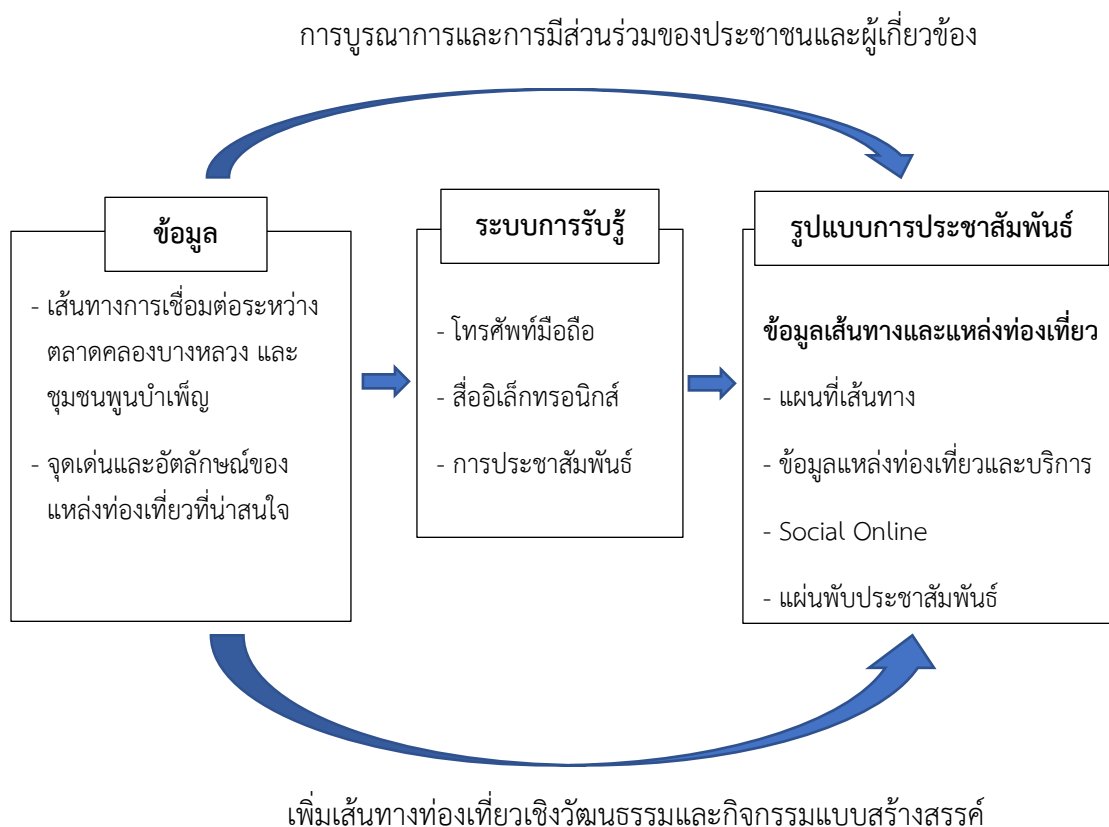 การบูรณาการและการมีส่วนร่วมของประชาชนและผู้เกี่ยวข้อง
ข้อมูล
- เส้นทางการเชื่อมต่อระหว่าง
ตลาดคลองบางหลวง และ
ชุมชนพูนบำเพ็ญ
- จุดเด่นและอัตลักษณ์ของ
แหล่งท่องเที่ยวที่น่าสนใจ
ระบบการรับรู้
- โทรศัพท์มือถือ
- สื่ออิเล็กทรอนิกส์
- การประชาสัมพันธ์
รูปแบบการประชาสัมพันธ์
ข้อมูลเส้นทางและแหล่งท่องเที่ยว
- แผนที่เส้นทาง
- ข้อมูลแหล่งท่องเที่ยวและบริการ
- Social Online
- แผ่นพับประชาสัมพันธ์
เพิ่มเส้นทางท่องเที่ยวเชิงวัฒนธรรมและกิจกรรมแบบสร้างสรรค์